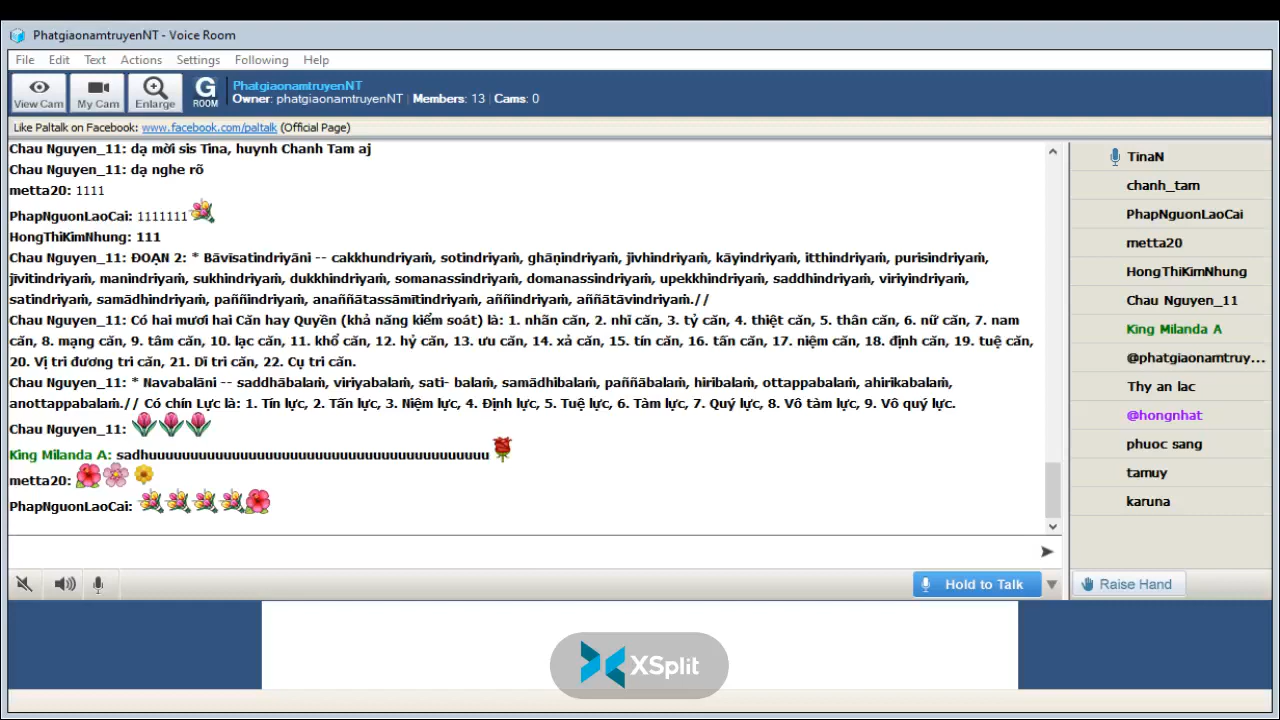 PhatgiaonamtruyenNT - Voice Room
File Edit Text Actions Settings Following Help
View Cam My Cam Enlarge G ROOM
PhatgiaonamtruyenNT
Owner: phatgiaonamtruyenNT | Members: 13 | Cams: 0
Like Paltalk on Facebook: www.facebook.com/paltalk (Official Page)
Chau Nguyen_11: dạ mời sis Tina, huynh Chanh Tam aj
Chau Nguyen_11: dạ nghe rõ
metta20: 1111
PhapNguonLaoCai: 1111111
HongThiKimNhung: 111
Chau Nguyen_11: ĐOẠN 2: * Bāvīsatindriyāni -- cakkhundriyaṁ, sotindriyaṁ, ghāṇindriyaṁ, jivhindriyaṁ, kāyindriyaṁ, itthindriyaṁ, purisindriyaṁ,
jīvitindriyaṁ, manindriyaṁ, sukhindriyaṁ, dukkhindriyaṁ, somanassindriyaṁ, domanassindriyaṁ, upekkhindriyaṁ, saddhindriyaṁ, viriyindriyaṁ,
satindriyaṁ, samādhindriyaṁ, paññindriyaṁ, anaññātassāmītindriyaṁ, aññindriyaṁ, aññātāvindriyaṁ.//
Chau Nguyen_11: Có hai mươi hai Căn hay Quyền (khả năng kiểm soát) là: 1. nhãn căn, 2. nhĩ căn, 3. tỷ căn, 4. thiệt căn, 5. thân căn, 6. nữ căn, 7. nam
căn, 8. mạng căn, 9. tâm căn, 10. lạc căn, 11. khổ căn, 12. hỷ căn, 13. ưu căn, 14. xả căn, 15. tín căn, 16. tấn căn, 17. niệm căn, 18. định căn, 19. tuệ căn,
20. Vị tri đương tri căn, 21. Dĩ tri căn, 22. Cụ tri căn.
Chau Nguyen_11: * Navabalāni -- saddhābalaṁ, viriyabalaṁ, sati- balaṁ, samādhibalaṁ, paññābalaṁ, hiribalaṁ, ottappabalaṁ, ahirikabalaṁ,
anottappabalaṁ.// Có chín Lực là: 1. Tín lực, 2. Tấn lực, 3. Niệm lực, 4. Định lực, 5. Tuệ lực, 6. Tàm lực, 7. Quý lực, 8. Vô tàm lực, 9. Vô quý lực.
Chau Nguyen_11:
King Milanda A: sadhuuuuuuuuuuuuuuuuuuuuuuuuuuuuuuuuuuuuuuuu
metta20:
PhapNguonLaoCai:
Hold to Talk
TinaN
chanh_tam
PhapNguonLaoCai
metta20
HongThiKimNhung
Chau Nguyen_11
King Milanda A
@phatgiaonamtruy...
Thy an lac
@hongnhat
phuoc sang
tamuy
karuna
Raise Hand
XSplit